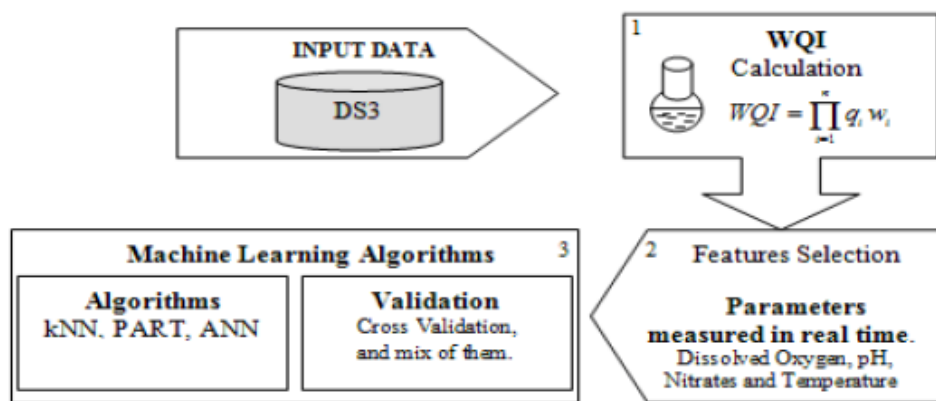 INPUT DATA
DS3
1
WQI
Calculation
WQI = ∏ᵢ₌₁ⁿ qᵢ wᵢ
2
Features Selection
Parameters
measured in real time.
Dissolved Oxygen, pH,
Nitrates and Temperature
Machine Learning Algorithms
3
Algorithms
kNN, PART, ANN
Validation
Cross Validation,
and mix of them.